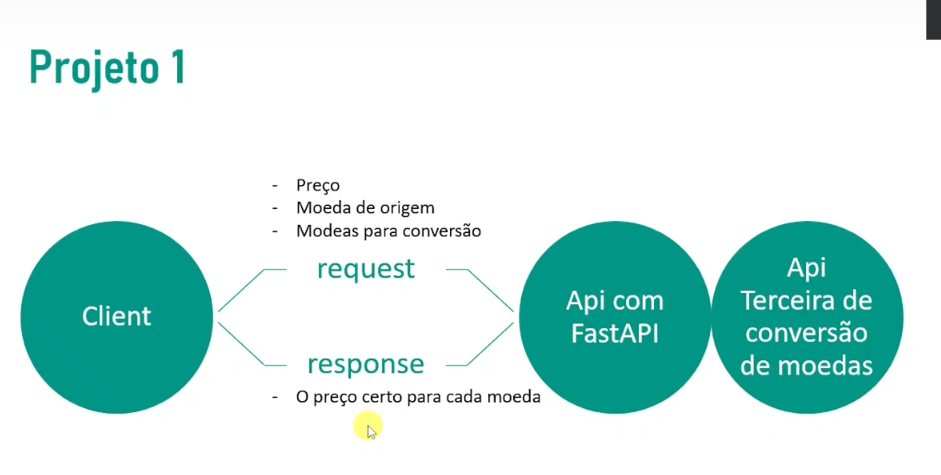 Projeto 1
- Preço
- Moeda de origem
- Modeas para conversão
request
Client
Api com
FastAPI
Api
Terceira de
conversão
de moedas
response
- O preço certo para cada moeda